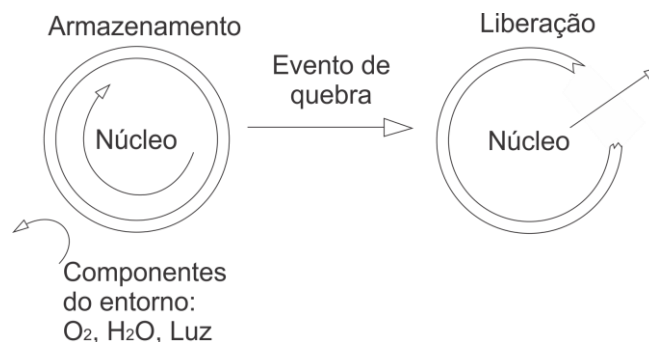 Armazenamento
Núcleo
Componentes
do entorno:
O₂, H₂O, Luz
Evento de
quebra
Liberação
Núcleo